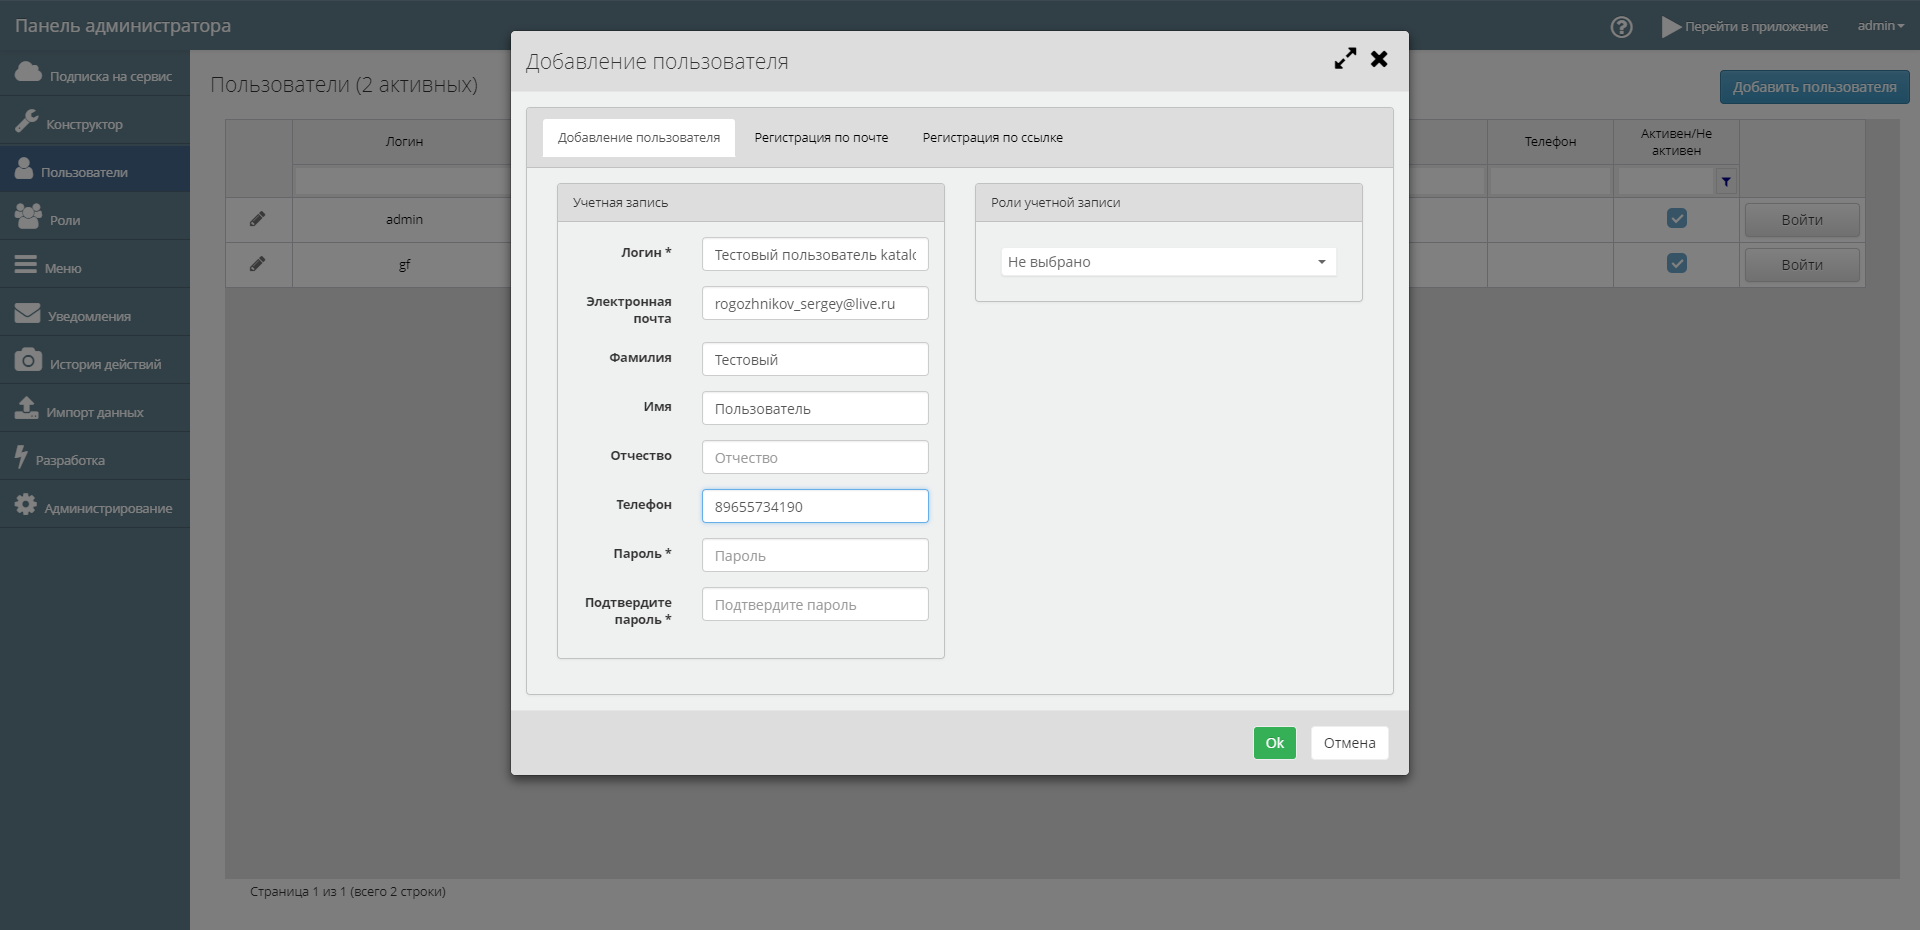 Панель администратора
Перейти в приложение
admin
Подписка на сервис
Конструктор
Пользователи
Роли
Меню
Уведомления
История действий
Импорт данных
Разработка
Администрирование
Пользователи (2 активных)
Добавить пользователя
Логин
Телефон
Активен/Не
активен
admin
Войти
gf
Войти
Страница 1 из 1 (всего 2 строки)
Добавление пользователя
Добавление пользователя
Регистрация по почте
Регистрация по ссылке
Учетная запись
Логин *
Тестовый пользователь katalo
Электронная
почта
rogozhnikov_sergey@live.ru
Фамилия
Тестовый
Имя
Пользователь
Отчество
Отчество
Телефон
89655734190
Пароль *
Пароль
Подтвердите
пароль *
Подтвердите пароль
Роли учетной записи
Не выбрано
Ok
Отмена